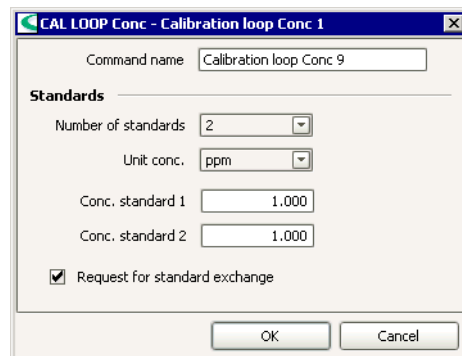 CAL LOOP Conc - Calibration loop Conc 1
Command name Calibration loop Conc 9
Standards
Number of standards 2
Unit conc. ppm
Conc. standard 1 1.000
Conc. standard 2 1.000
Request for standard exchange
OK Cancel